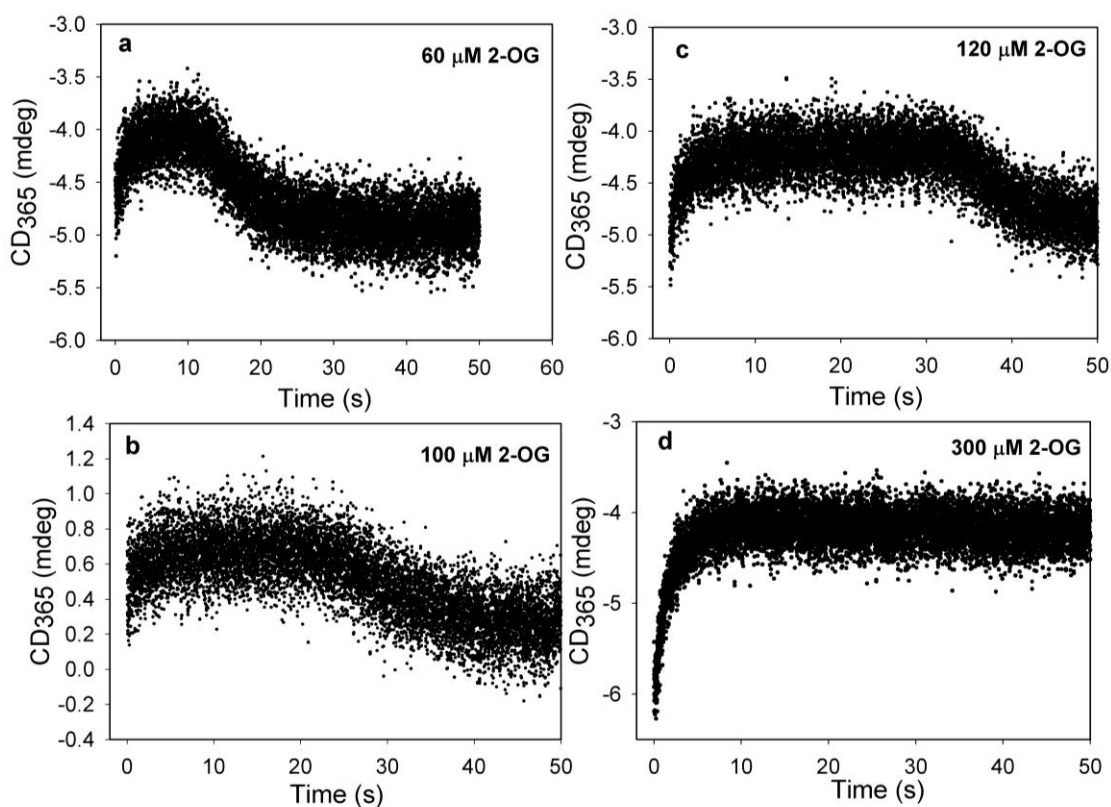 a
60 μM 2-OG
-3.0
-3.5
-4.0
-4.5
-5.0
-5.5
-6.0
CD365 (mdeg)
0 10 20 30 40 50 60
Time (s)
c
120 μM 2-OG
-3.0
-3.5
-4.0
-4.5
-5.0
-5.5
-6.0
CD365 (mdeg)
0 10 20 30 40 50
Time (s)
b
100 μM 2-OG
1.4
1.2
1.0
0.8
0.6
0.4
0.2
0.0
-0.2
-0.4
CD365 (mdeg)
0 10 20 30 40 50
Time (s)
d
300 μM 2-OG
-3
-4
-5
-6
CD365 (mdeg)
0 10 20 30 40 50
Time (s)